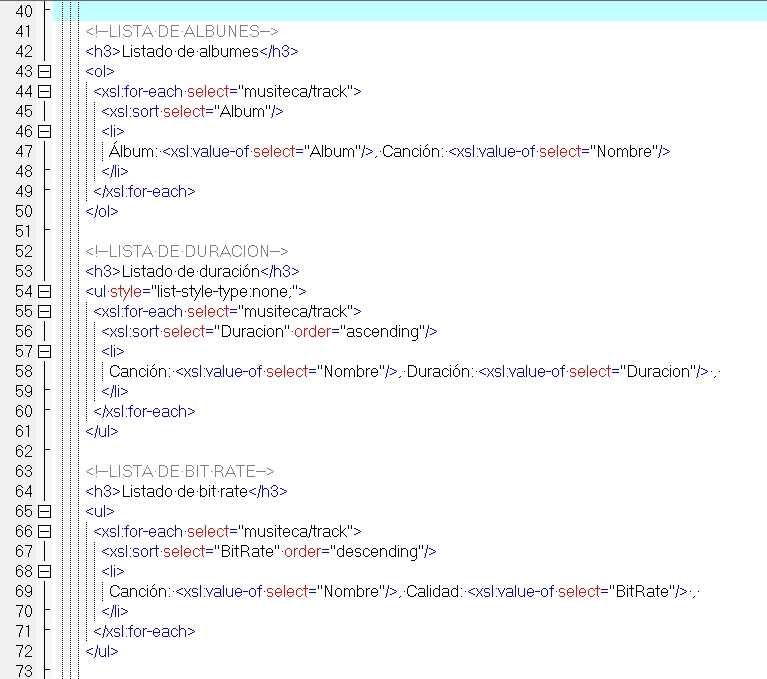 40
41 <!--LISTA DE ALBUNES-->
42 <h3>Listado de albumes</h3>
43 <ol>
44 <xsl:for-each select="musiteca/track">
45 <xsl:sort select="Album"/>
46 <li>
47 Álbum: <xsl:value-of select="Album"/>, Canción: <xsl:value-of select="Nombre"/>
48 </li>
49 </xsl:for-each>
50 </ol>
51
52 <!--LISTA DE DURACION-->
53 <h3>Listado de duración</h3>
54 <ul style="list-style-type:none;">
55 <xsl:for-each select="musiteca/track">
56 <xsl:sort select="Duracion" order="ascending"/>
57 <li>
58 Canción: <xsl:value-of select="Nombre"/>, Duración: <xsl:value-of select="Duracion"/> ,
59 </li>
60 </xsl:for-each>
61 </ul>
62
63 <!--LISTA DE BIT RATE-->
64 <h3>Listado de bit rate</h3>
65 <ul>
66 <xsl:for-each select="musiteca/track">
67 <xsl:sort select="BitRate" order="descending"/>
68 <li>
69 Canción: <xsl:value-of select="Nombre"/>, Calidad: <xsl:value-of select="BitRate"/> ,
70 </li>
71 </xsl:for-each>
72 </ul>
73